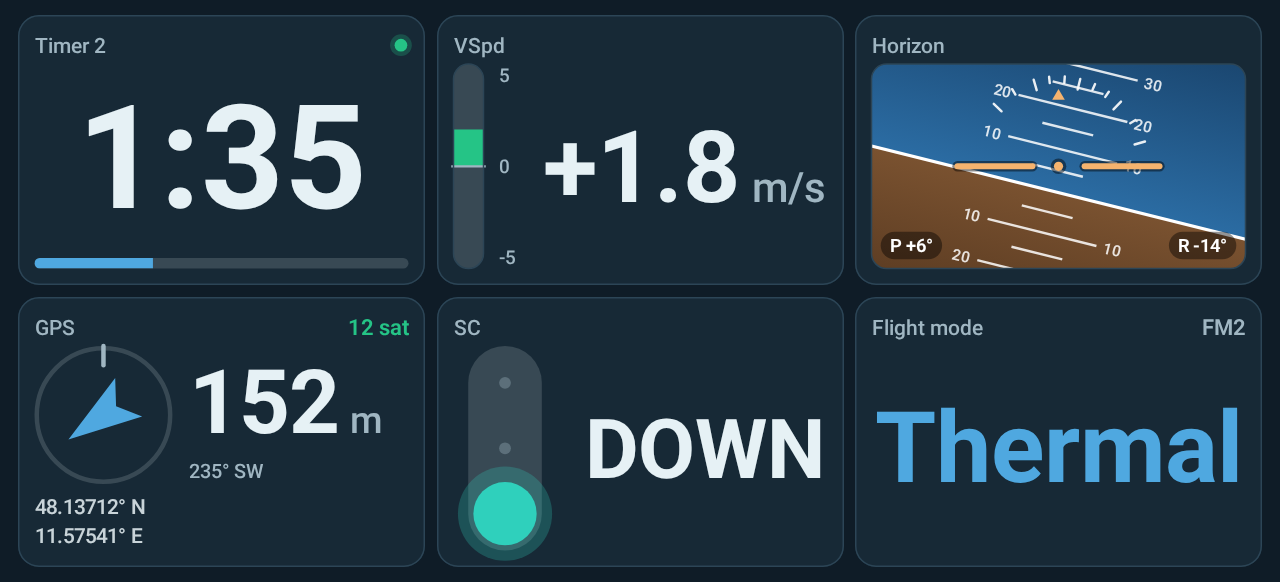 Timer 2
1:35
VSpd
5
0
-5
+1.8 m/s
Horizon
30
20
20
10
10
10
20
P +6°
R -14°
GPS
12 sat
152 m
235° SW
48.13712° N
11.57541° E
SC
DOWN
Flight mode
FM2
Thermal